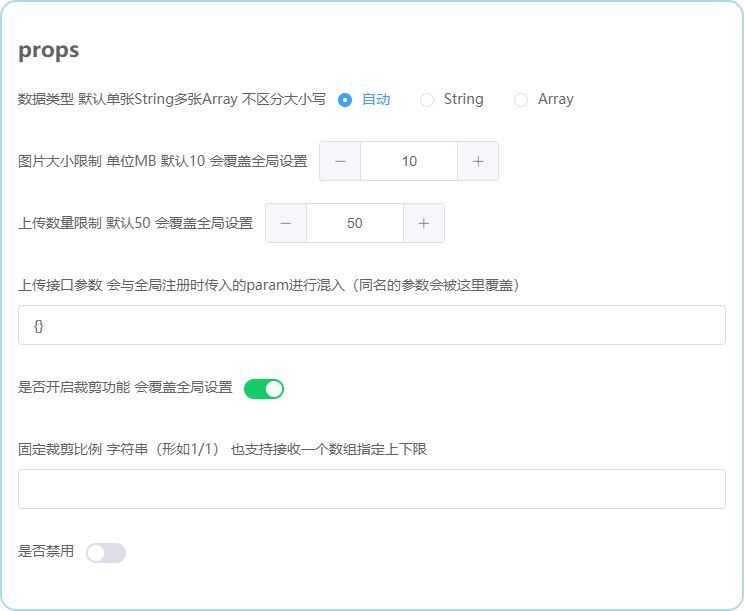 props
数据类型 默认单张String多张Array 不区分大小写 自动 String Array
图片大小限制 单位MB 默认10 会覆盖全局设置 − 10 +
上传数量限制 默认50 会覆盖全局设置 − 50 +
上传接口参数 会与全局注册时传入的param进行混入（同名的参数会被这里覆盖）
{}
是否开启裁剪功能 会覆盖全局设置
固定裁剪比例 字符串（形如1/1） 也支持接收一个数组指定上下限
是否禁用